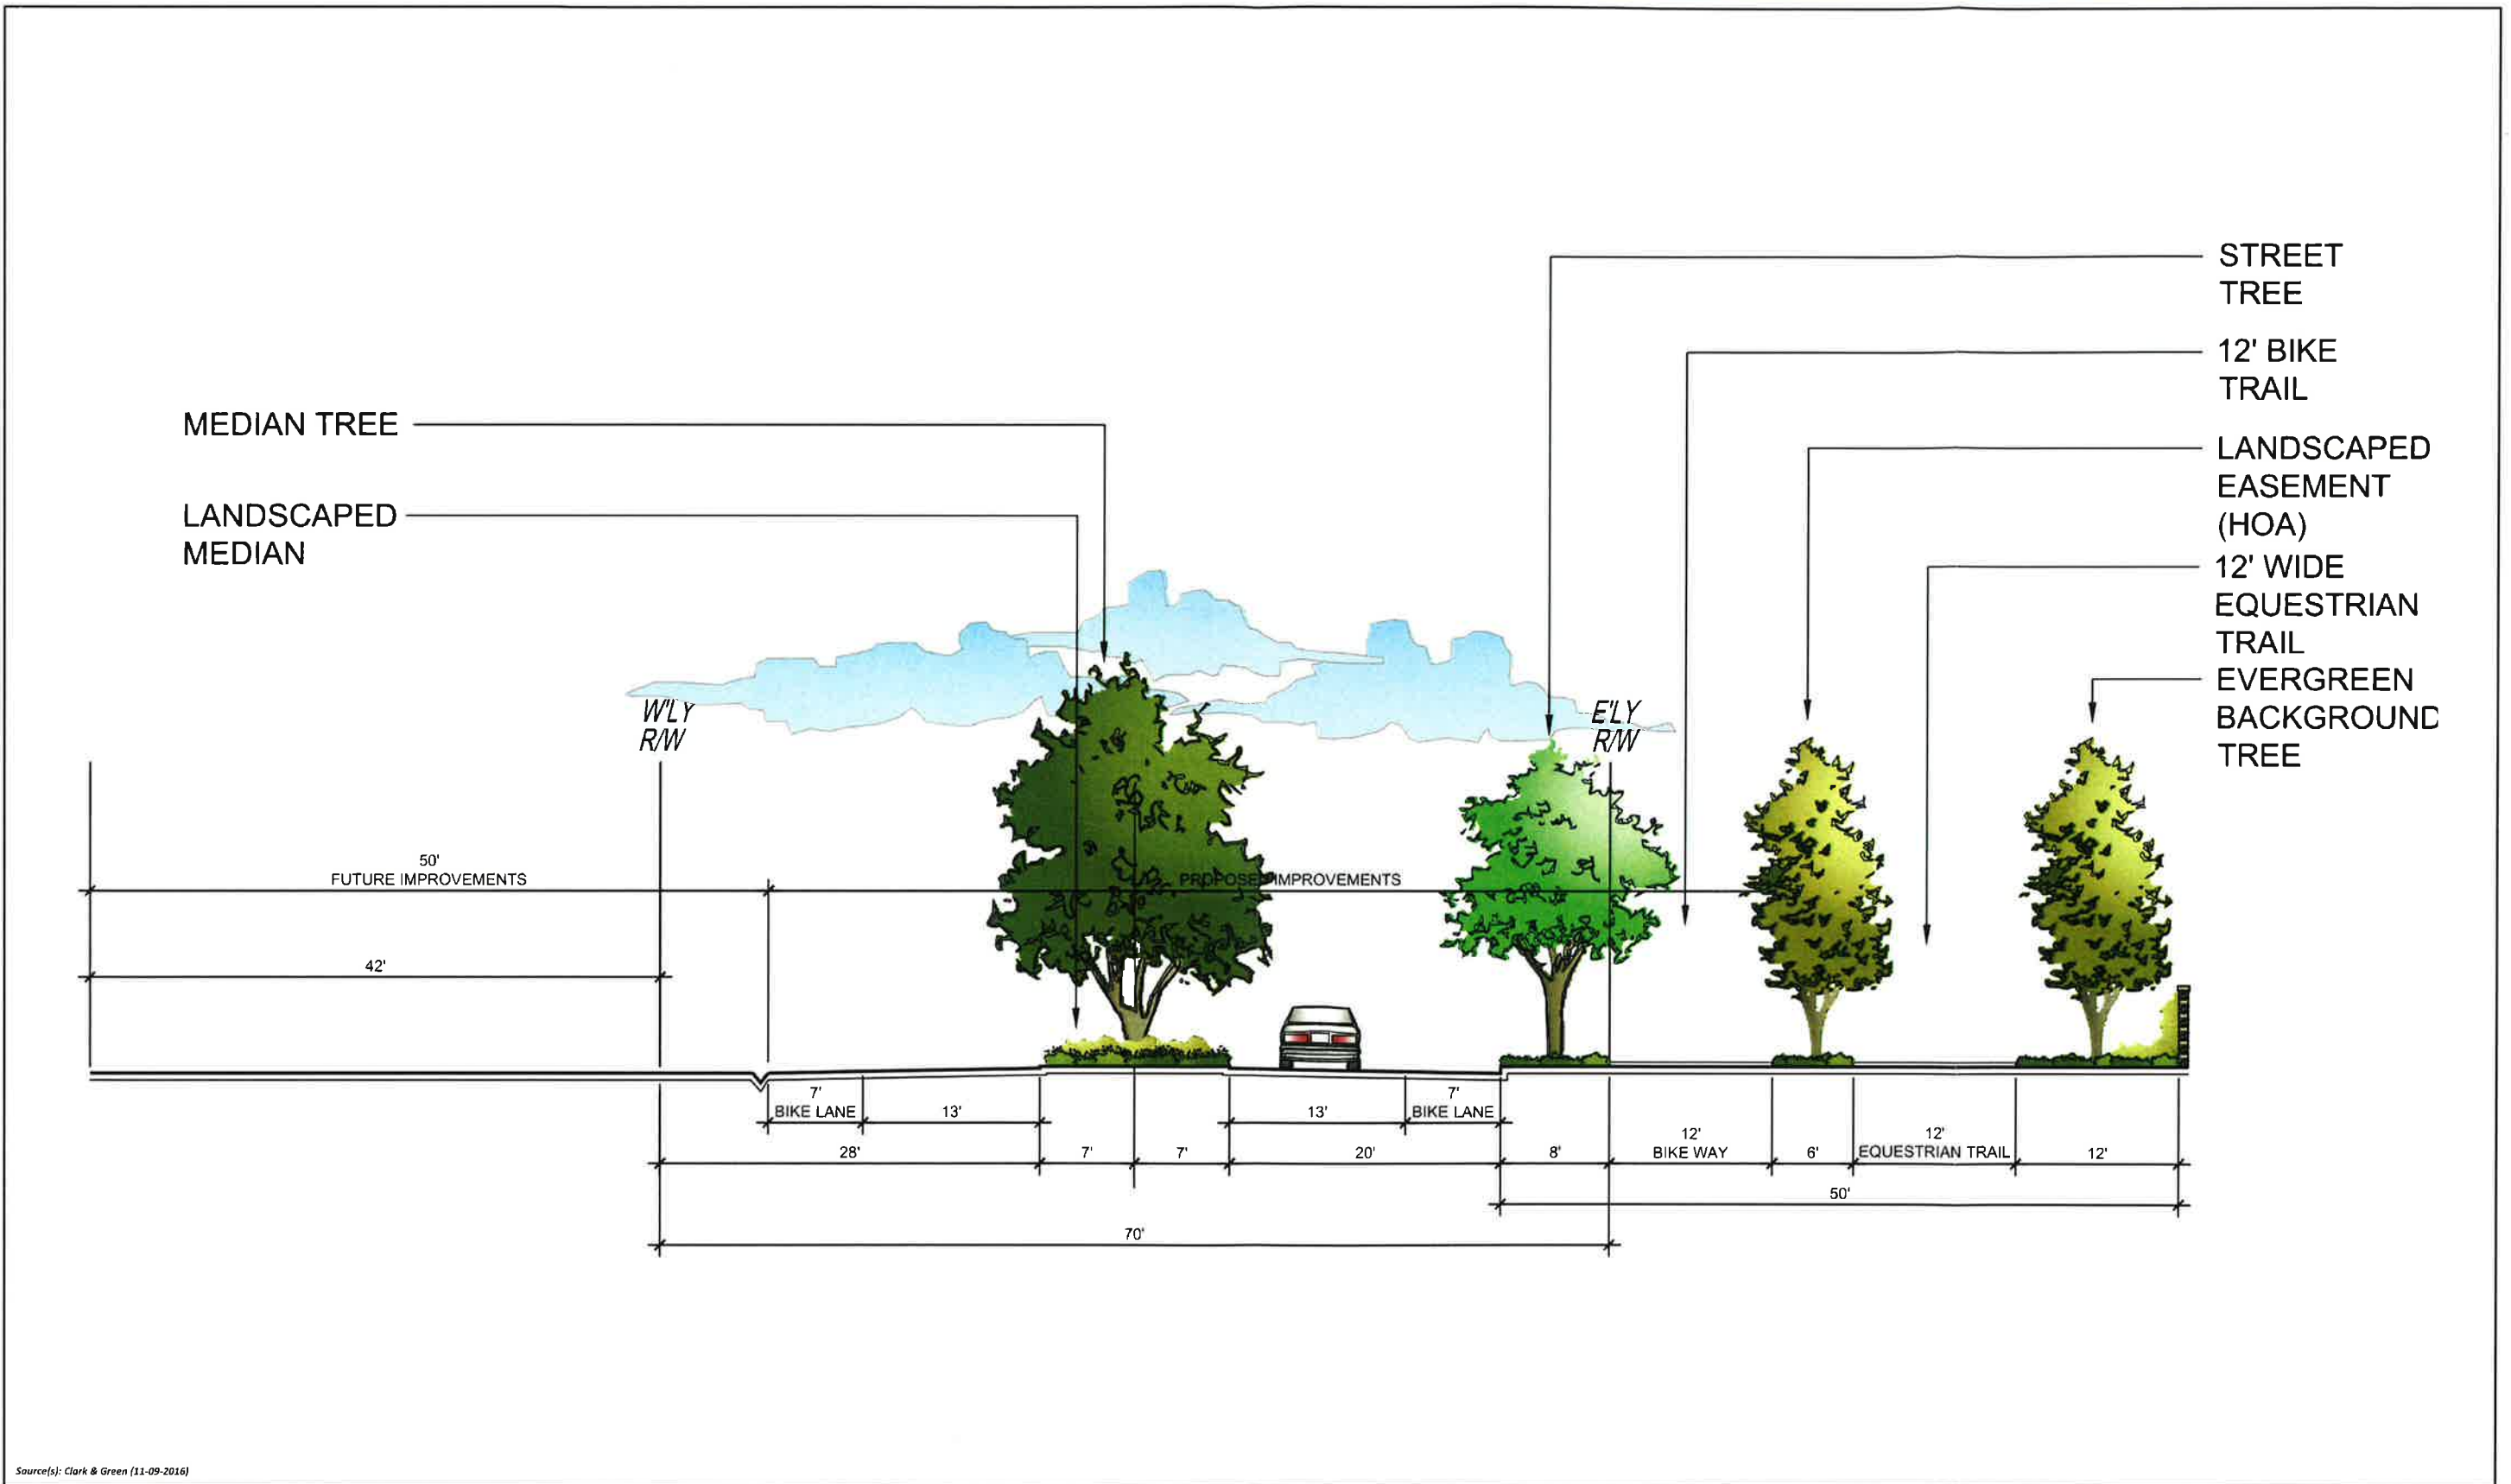 STREET
TREE
12' BIKE
TRAIL
MEDIAN TREE
LANDSCAPED
EASEMENT
(HOA)
LANDSCAPED
MEDIAN
12' WIDE
EQUESTRIAN
TRAIL
EVERGREEN
BACKGROUND
TREE
W'LY
R/W
E'LY
R/W
50'
FUTURE IMPROVEMENTS
PROPOSED IMPROVEMENTS
42'
7'
BIKE LANE
13'
13'
7'
BIKE LANE
28'
7'
7'
20'
8'
12'
BIKE WAY
6'
12'
EQUESTRIAN TRAIL
12'
50'
70'
Source(s): Clark & Green (11-09-2016)